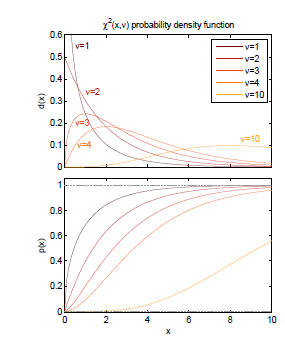 χ²(x,ν) probability density function
0.6
0.5
0.4
0.3
0.2
0.1
0
d(x)
ν=1
ν=2
ν=3
ν=4
ν=10
ν=1
ν=2
ν=3
ν=4
ν=10
1
0.8
0.6
0.4
0.2
0
p(x)
0 2 4 6 8 10
x